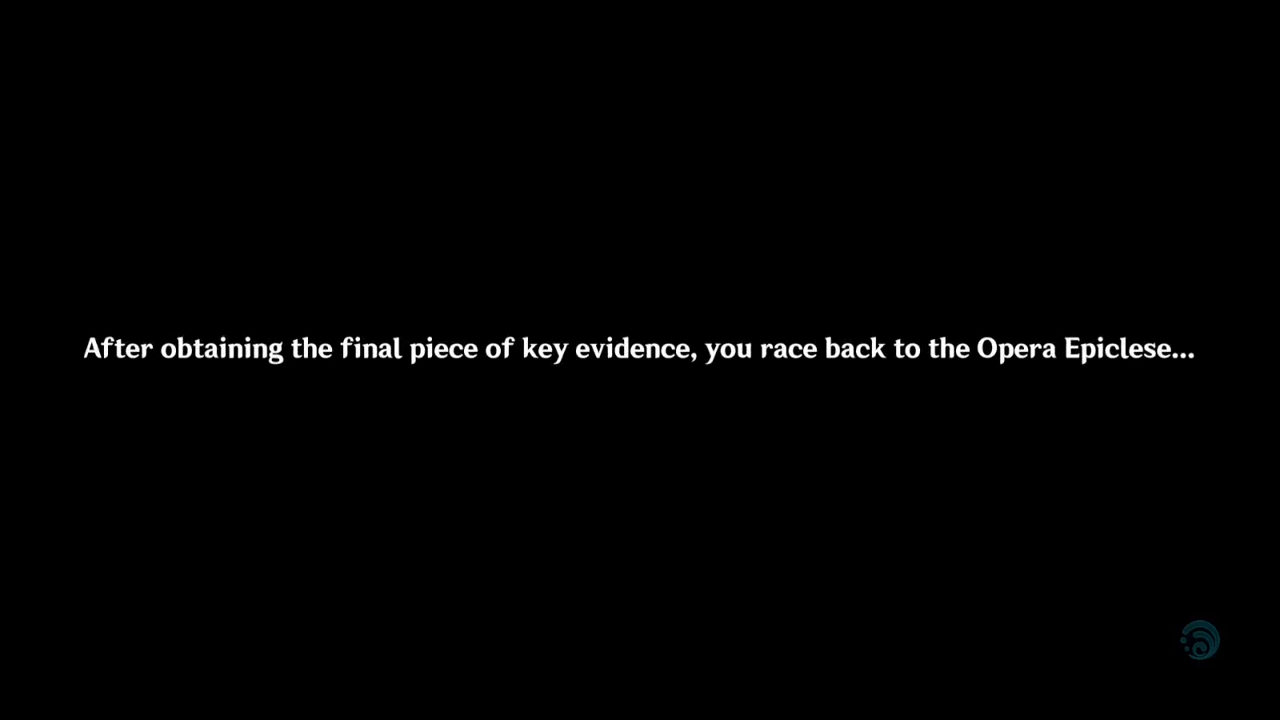 After obtaining the final piece of key evidence, you race back to the Opera Epiclese...